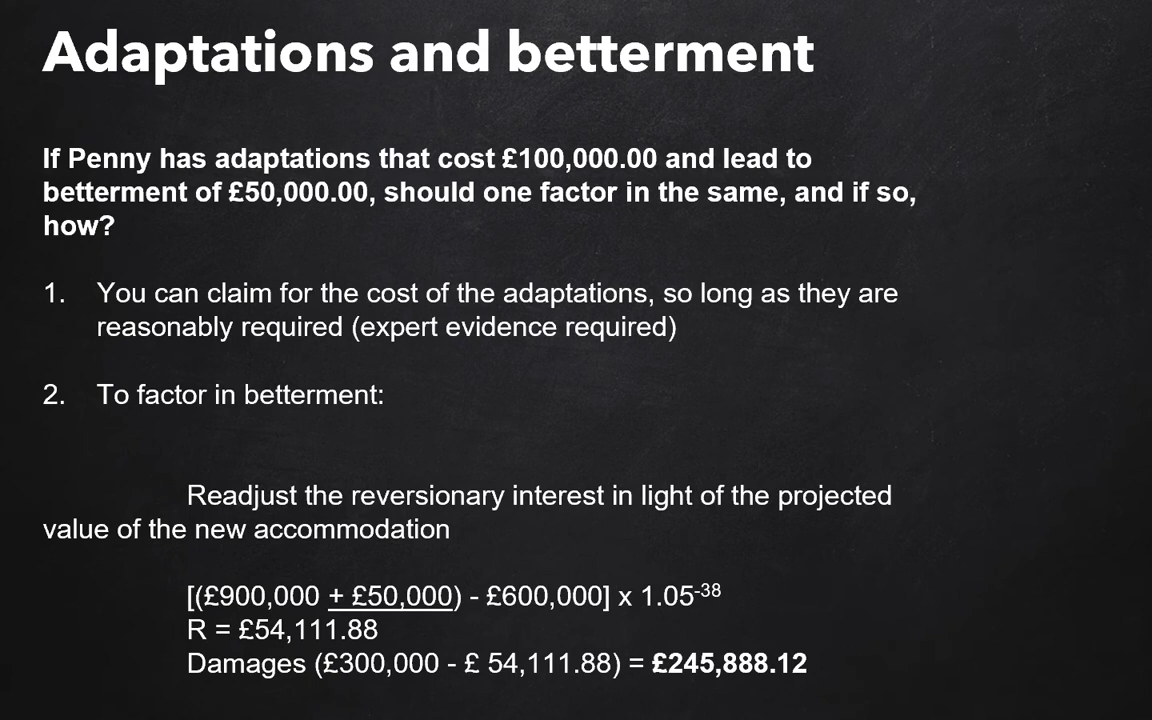 Adaptations and betterment
If Penny has adaptations that cost £100,000.00 and lead to
betterment of £50,000.00, should one factor in the same, and if so,
how?
1. You can claim for the cost of the adaptations, so long as they are
reasonably required (expert evidence required)
2. To factor in betterment:
Readjust the reversionary interest in light of the projected
value of the new accommodation
[(£900,000 + £50,000) - £600,000] x 1.05⁻³⁸
R = £54,111.88
Damages (£300,000 - £ 54,111.88) = £245,888.12